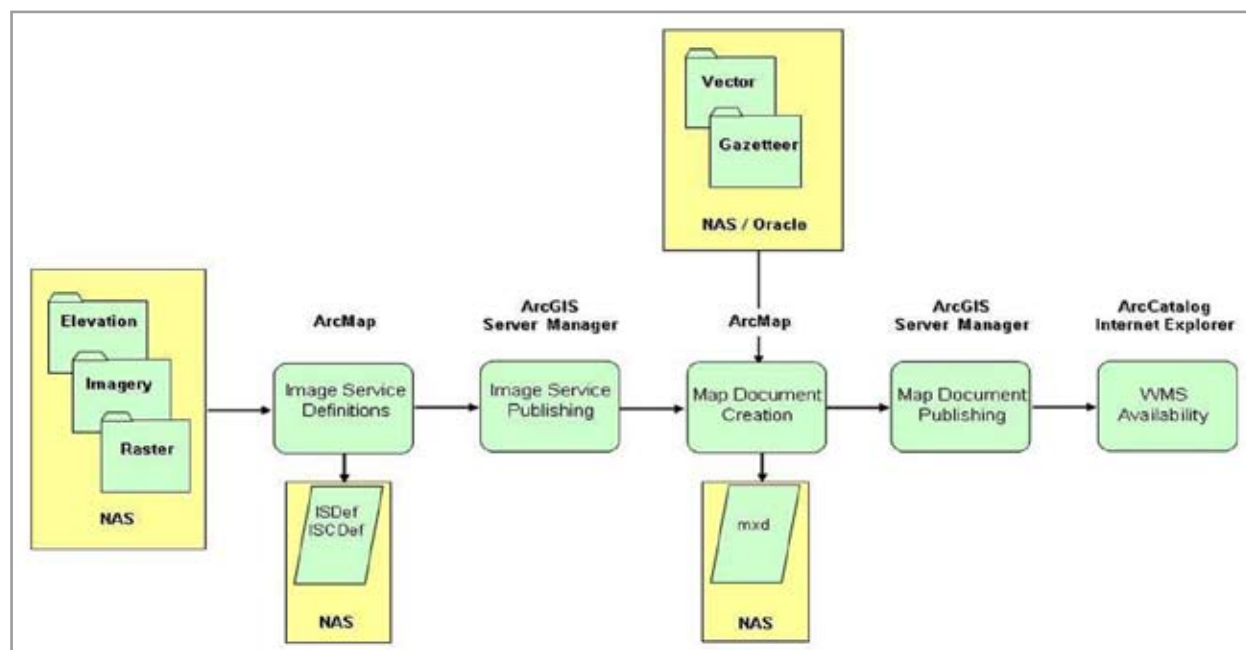 Vector
Gazetteer
NAS / Oracle
Elevation
Imagery
Raster
NAS
ArcMap
Image Service
Definitions
ISDef
ISCDef
NAS
ArcGIS
Server Manager
Image Service
Publishing
ArcMap
Map Document
Creation
mxd
NAS
ArcGIS
Server Manager
Map Document
Publishing
ArcCatalog
Internet Explorer
WMS
Availability